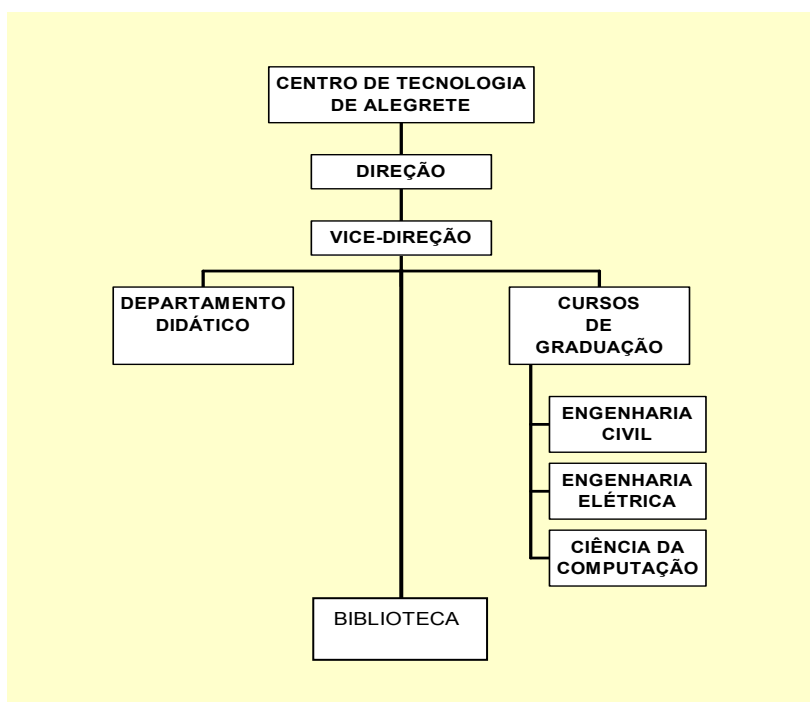 CENTRO DE TECNOLOGIA
DE ALEGRETE
DIREÇÃO
VICE-DIREÇÃO
DEPARTAMENTO
DIDÁTICO
CURSOS
DE
GRADUAÇÃO
ENGENHARIA
CIVIL
ENGENHARIA
ELÉTRICA
CIÊNCIA DA
COMPUTAÇÃO
BIBLIOTECA